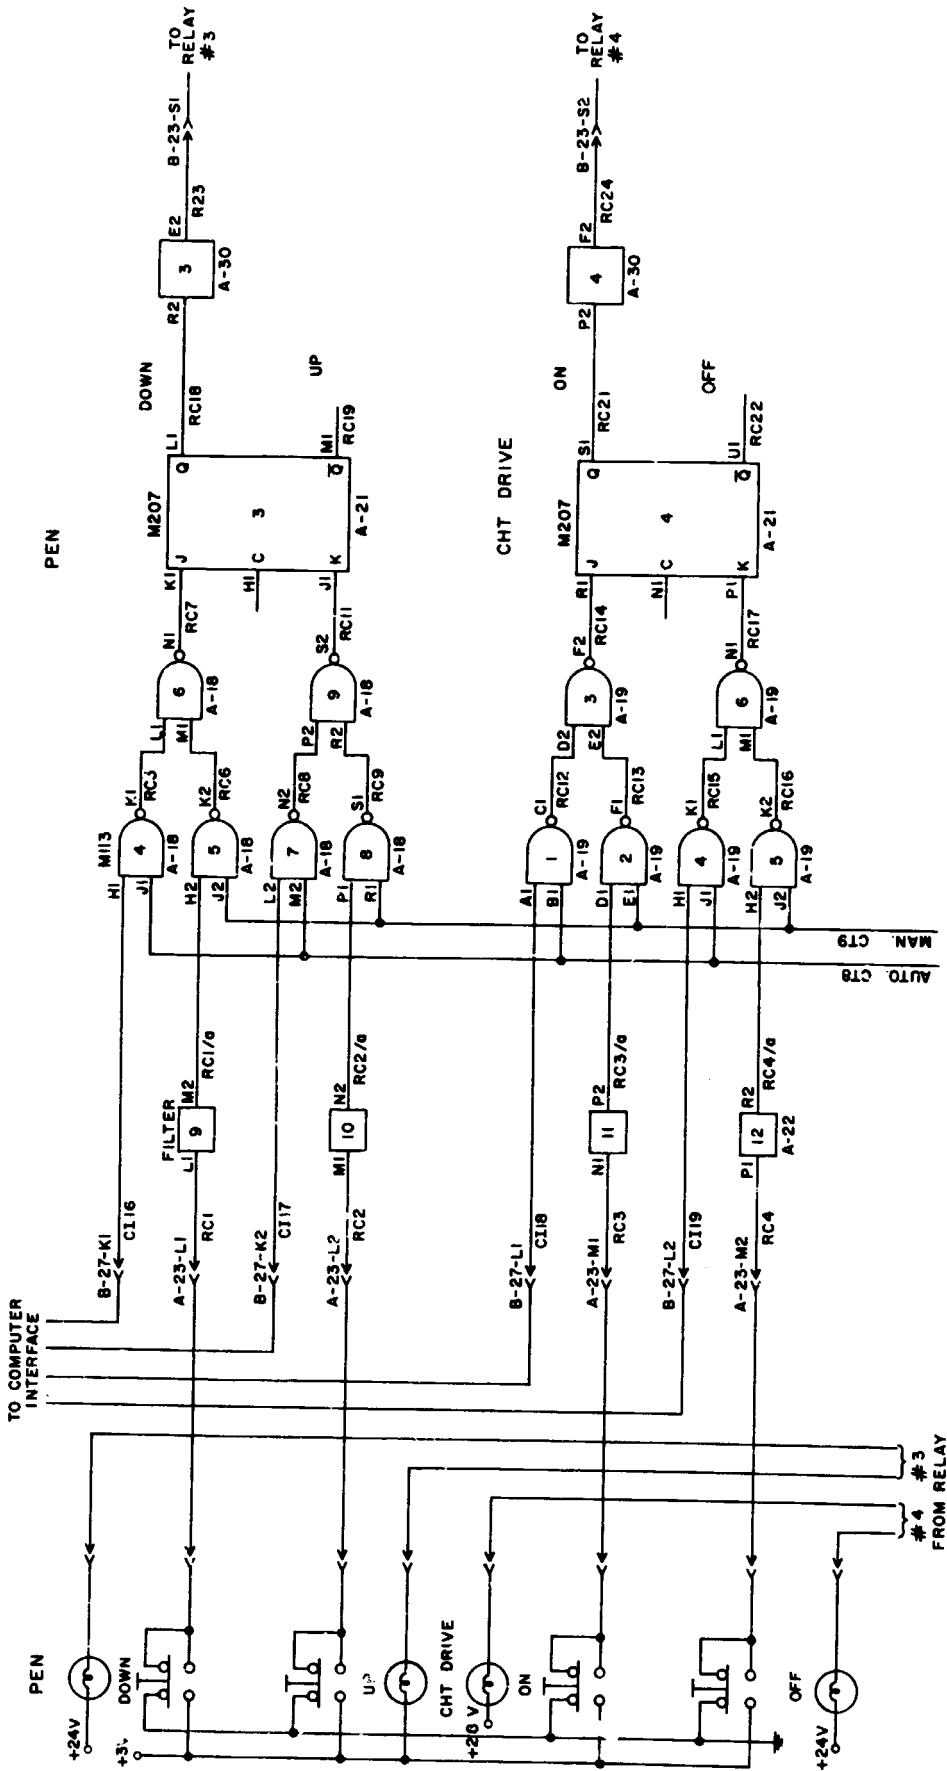 PEN
CHT DRIVE
TO RELAY #3
TO RELAY #4
B-23-S1
B-23-S2
R23
RC24
E2
F2
3
4
A-30
A-30
R2
P2
DOWN
UP
ON
OFF
RC18
RC19
RC21
RC22
L1
M1
S1
U1
M207
Q
Q̅
3
J
C
K
A-21
M207
Q
Q̅
4
J
C
K
A-21
K1
H1
J1
R1
N1
P1
RC7
RC11
RC14
RC17
N1
S2
F2
N1
6
A-18
9
A-18
3
A-19
6
A-19
L1
M1
P2
R2
D2
E2
L1
M1
RC3
RC6
RC8
RC9
RC12
RC13
RC15
RC16
K1
K2
N2
S1
C1
F1
K1
K2
M113
4
A-18
5
A-18
7
A-18
8
A-18
1
A-19
2
A-19
4
A-19
5
A-19
H1
J1
H2
J2
L2
M2
P1
R1
A1
B1
D1
E1
H1
J1
H2
J2
MAN. CT9
AUTO. CT8
RC1/a
RC2/a
RC3/a
RC4/a
M2
N2
P2
R2
FILTER
9
10
11
12
A-22
L1
M1
N1
P1
CI16
RC1
CI17
RC2
CI18
RC3
CI19
RC4
B-27-K1
A-23-L1
B-27-K2
A-23-L2
B-27-L1
A-23-M1
B-27-L2
A-23-M2
TO COMPUTER
INTERFACE
#3
#4
FROM RELAY
PEN
DOWN
CHT DRIVE
ON
OFF
+24V
+28 V
+24V